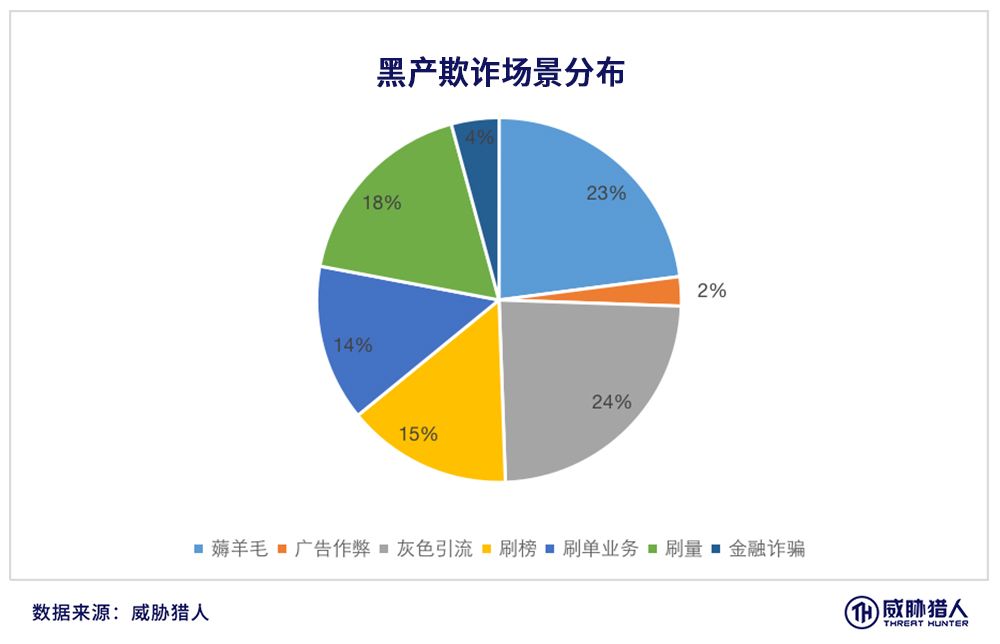 黑产欺诈场景分布
4%
23%
18%
2%
14%
24%
15%
薅羊毛 广告作弊 灰色引流 刷榜 刷单业务 刷量 金融诈骗
数据来源：威胁猎人
TH 威胁猎人
THREAT HUNTER